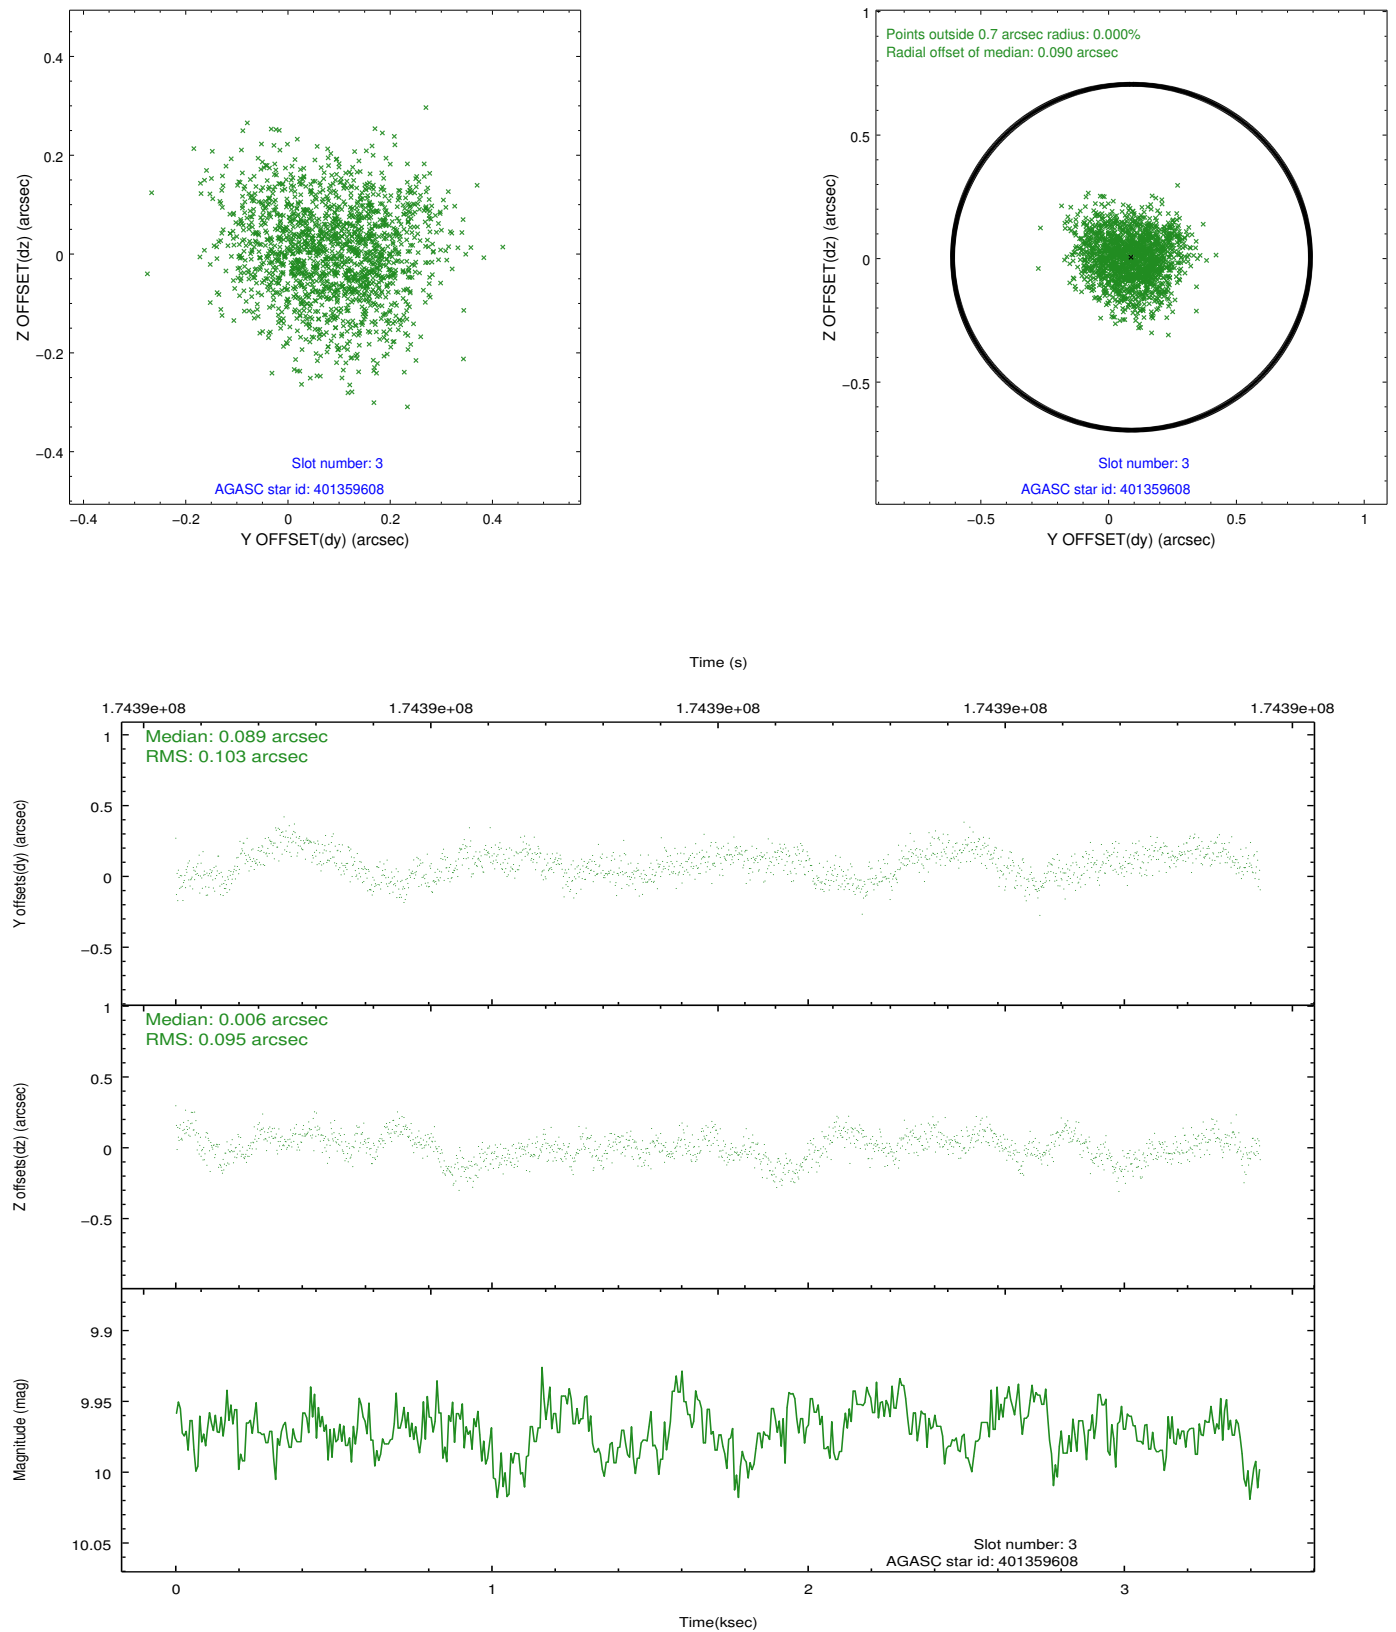 0.4
0.2
0
−0.2
−0.4
Z OFFSET(dz) (arcsec)
Slot number: 3
AGASC star id: 401359608
−0.4 −0.2 0 0.2 0.4
Y OFFSET(dy) (arcsec)
1
0.5
0
−0.5
Z OFFSET(dz) (arcsec)
Points outside 0.7 arcsec radius: 0.000%
Radial offset of median: 0.090 arcsec
Slot number: 3
AGASC star id: 401359608
−0.5 0 0.5 1
Y OFFSET(dy) (arcsec)
Time (s)
1.7439e+08 1.7439e+08 1.7439e+08 1.7439e+08 1.7439e+08
Median: 0.089 arcsec
RMS: 0.103 arcsec
1
0.5
0
−0.5
Y offsets(dy) (arcsec)
Median: 0.006 arcsec
RMS: 0.095 arcsec
1
0.5
0
−0.5
Z offsets(dz) (arcsec)
9.9
9.95
10
10.05
Magnitude (mag)
Slot number: 3
AGASC star id: 401359608
0 1 2 3
Time(ksec)